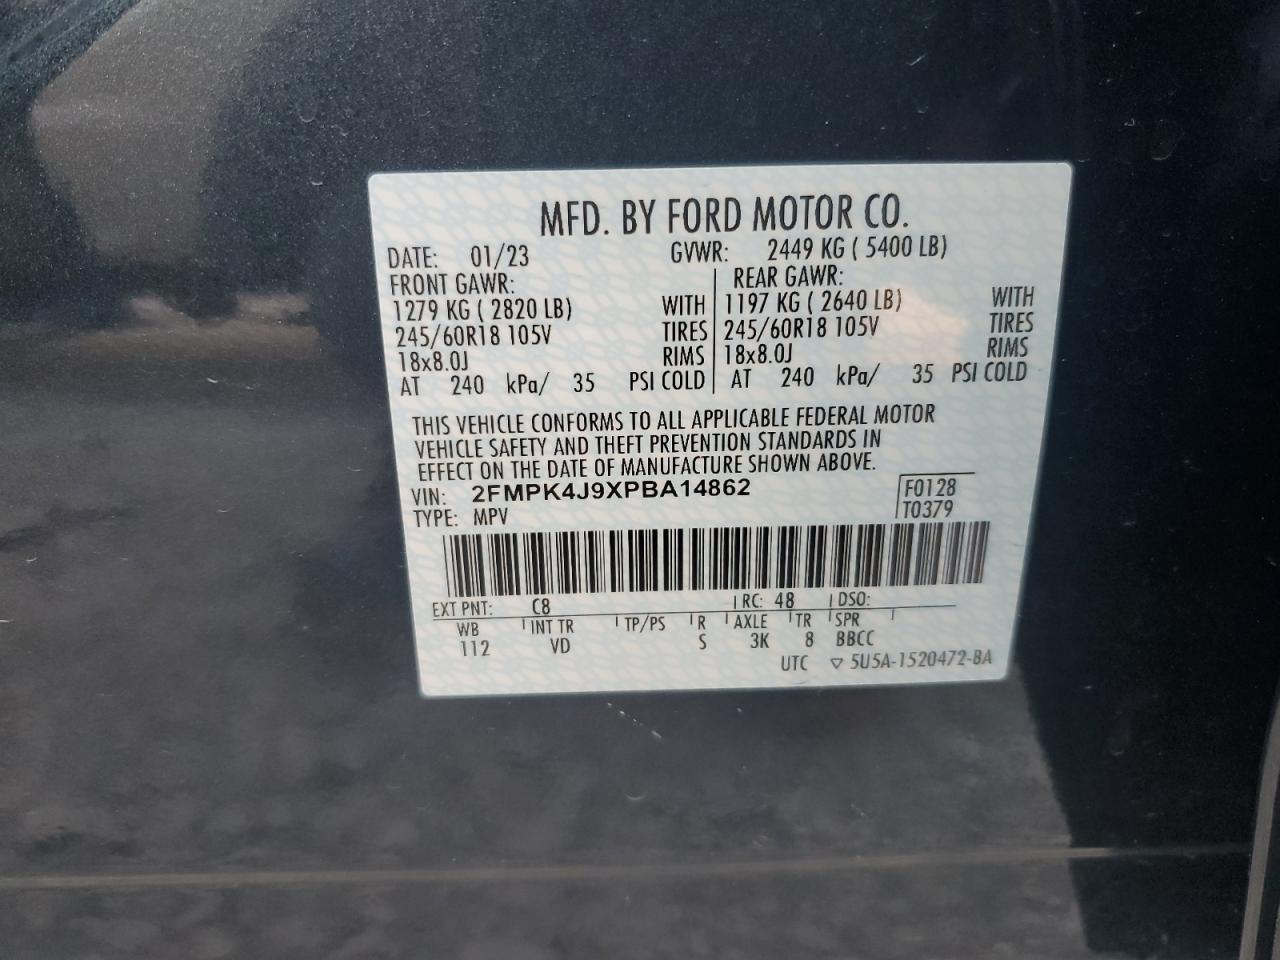 MFD. BY FORD MOTOR CO.
DATE: 01/23 GVWR: 2449 KG ( 5400 LB)
FRONT GAWR: REAR GAWR:
1279 KG ( 2820 LB) WITH 1197 KG ( 2640 LB) WITH
245/60R18 105V TIRES 245/60R18 105V TIRES
18x8.0J RIMS 18x8.0J RIMS
AT 240 kPa/ 35 PSI COLD AT 240 kPa/ 35 PSI COLD
THIS VEHICLE CONFORMS TO ALL APPLICABLE FEDERAL MOTOR
VEHICLE SAFETY AND THEFT PREVENTION STANDARDS IN
EFFECT ON THE DATE OF MANUFACTURE SHOWN ABOVE.
VIN: 2FMPK4J9XPBA14862 F0128
TYPE: MPV T0379
EXT PNT: C8 RC: 48 DSO:
WB INT TR TP/PS R AXLE TR SPR
112 VD S 3K 8 BBCC
UTC ▽ 5U5A-1520472-BA